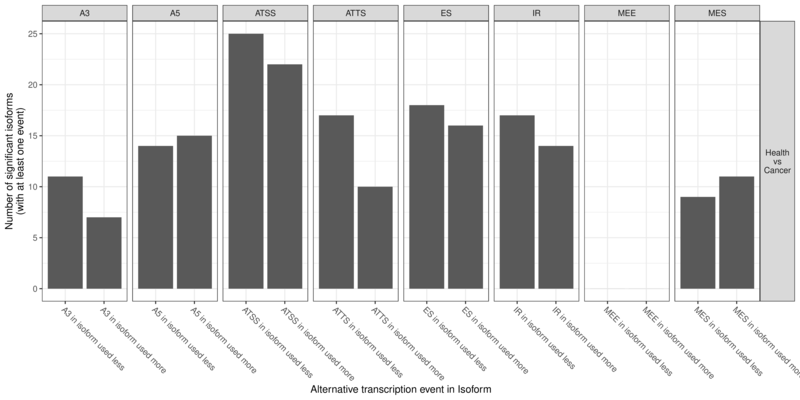 A3 A5 ATSS ATTS ES IR MEE MES
25
20
15
10
5
0
Number of significant isoforms
(with at least one event)
Health
vs
Cancer
A3 in isoform used less
A3 in isoform used more
A5 in isoform used less
A5 in isoform used more
ATSS in isoform used less
ATSS in isoform used more
ATTS in isoform used less
ATTS in isoform used more
ES in isoform used less
ES in isoform used more
IR in isoform used less
IR in isoform used more
MEE in isoform used less
MEE in isoform used more
MES in isoform used less
MES in isoform used more
Alternative transcription event in Isoform